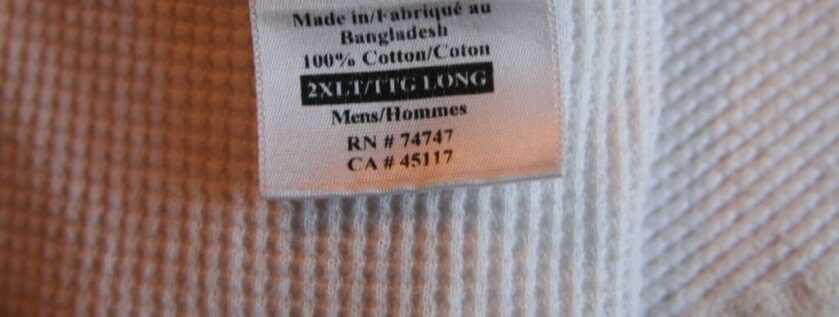 Made in/Fabriqué au
Bangladesh
100% Cotton/Coton
2XLT/TTG LONG
Mens/Hommes
RN # 74747
CA # 45117